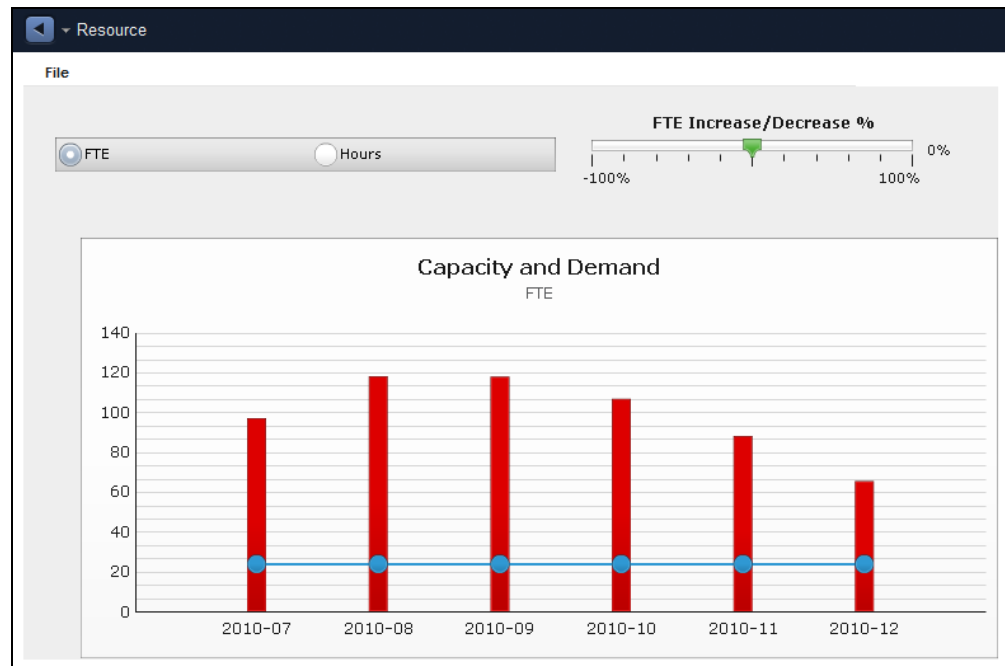 Resource
File
FTE Hours
FTE Increase/Decrease %
0%
-100% 100%
Capacity and Demand
FTE
140
120
100
80
60
40
20
0
2010-07 2010-08 2010-09 2010-10 2010-11 2010-12